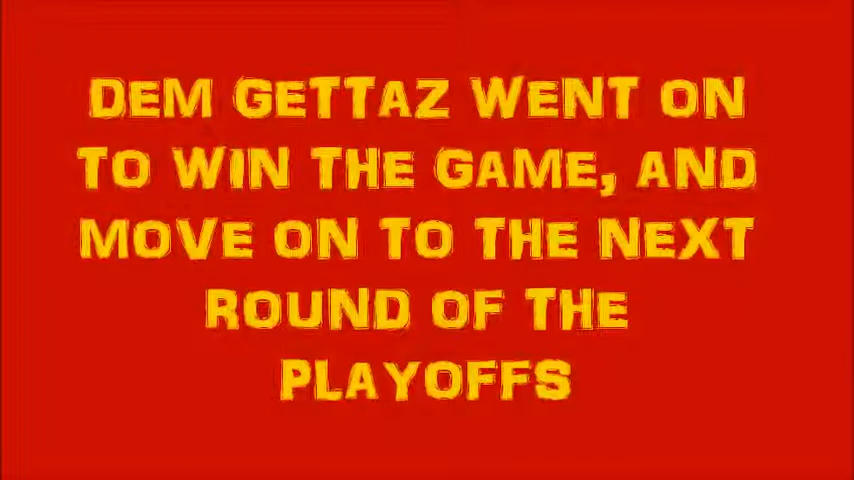 DEM GETTAZ WENT ON
TO WIN THE GAME, AND
MOVE ON TO THE NEXT
ROUND OF THE
PLAYOFFS